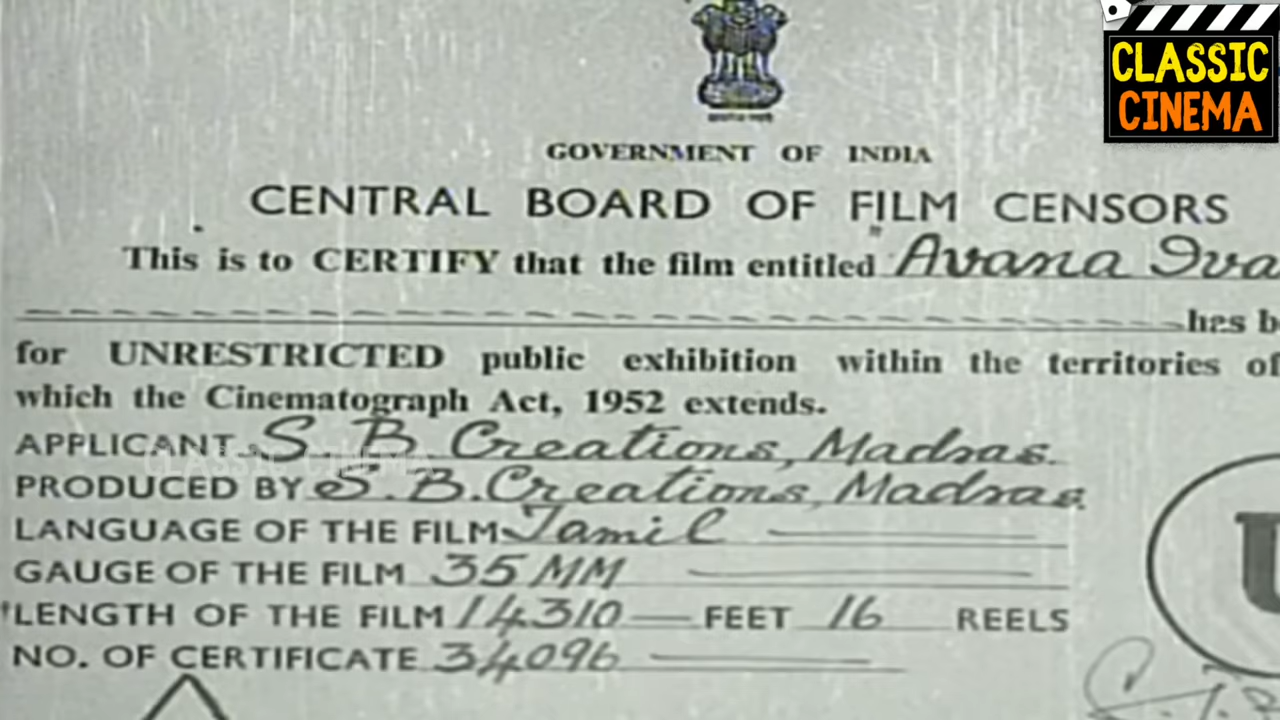 CLASSIC
CINEMA
GOVERNMENT OF INDIA
CENTRAL BOARD OF FILM CENSORS
This is to CERTIFY that the film entitled "Avana Iva
has b
for UNRESTRICTED public exhibition within the territories of
which the Cinematograph Act, 1952 extends.
APPLICANT S. B. Creations, Madras.
PRODUCED BY S. B. Creations, Madras.
LANGUAGE OF THE FILM Tamil
GAUGE OF THE FILM 35 MM
†LENGTH OF THE FILM 14310 — FEET 16 REELS
NO. OF CERTIFICATE 34096
CLASSIC CINEMA
U